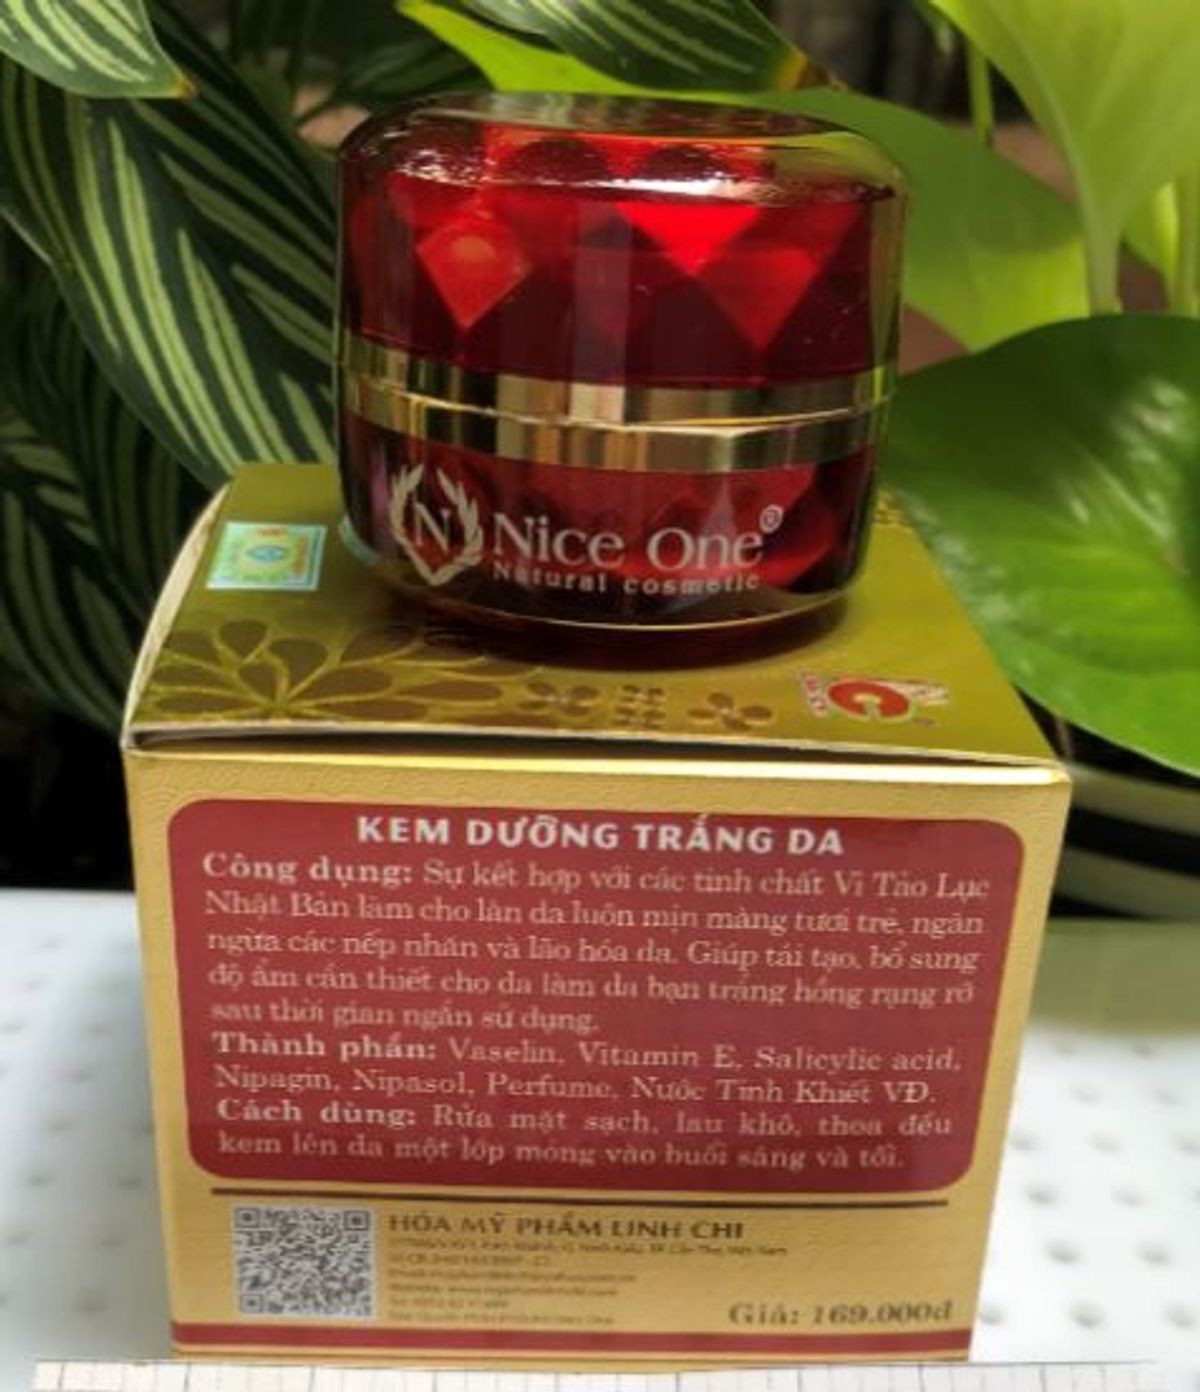 N
Nice One®
Natural cosmetic
KEM DƯỠNG TRẮNG DA
Công dụng: Sự kết hợp với các tinh chất Vi Tảo Lục
Nhật Bản làm cho làn da luôn mịn màng tươi trẻ, ngăn
ngừa các nếp nhăn và lão hóa da. Giúp tái tạo, bổ sung
độ ẩm cần thiết cho da làm da bạn trắng hồng rạng rỡ
sau thời gian ngắn sử dụng.
Thành phần: Vaselin, Vitamin E, Salicylic acid,
Nipagin, Nipasol, Perfume, Nước Tinh Khiết VĐ.
Cách dùng: Rửa mặt sạch, lau khô, thoa đều
kem lên da một lớp mỏng vào buổi sáng và tối.
HÓA MỸ PHẨM LINH CHI
Giá: 169.000đ